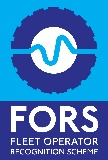 FORS
FLEET OPERATOR
RECOGNITION SCHEME